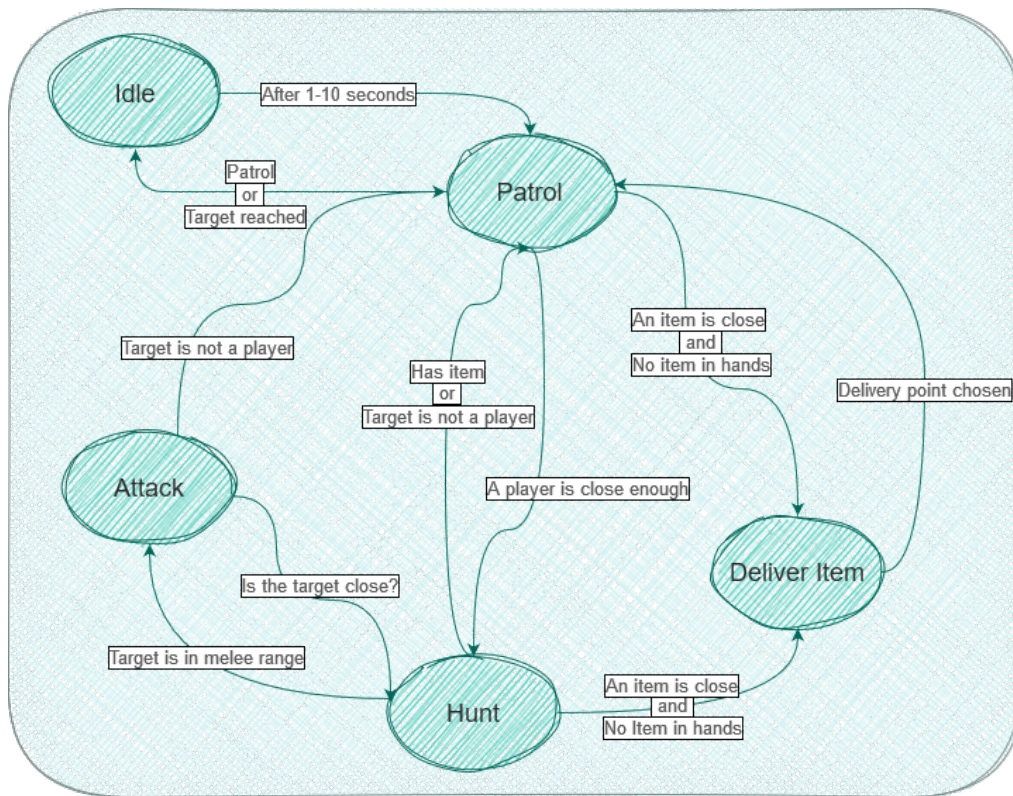 Idle
After 1-10 seconds
Patrol
or
Target reached
Patrol
An item is close
and
No item in hands
Target is not a player
Has item
or
Target is not a player
Delivery point chosen
Attack
A player is close enough
Is the target close?
Deliver Item
Target is in melee range
Hunt
An item is close
and
No Item in hands